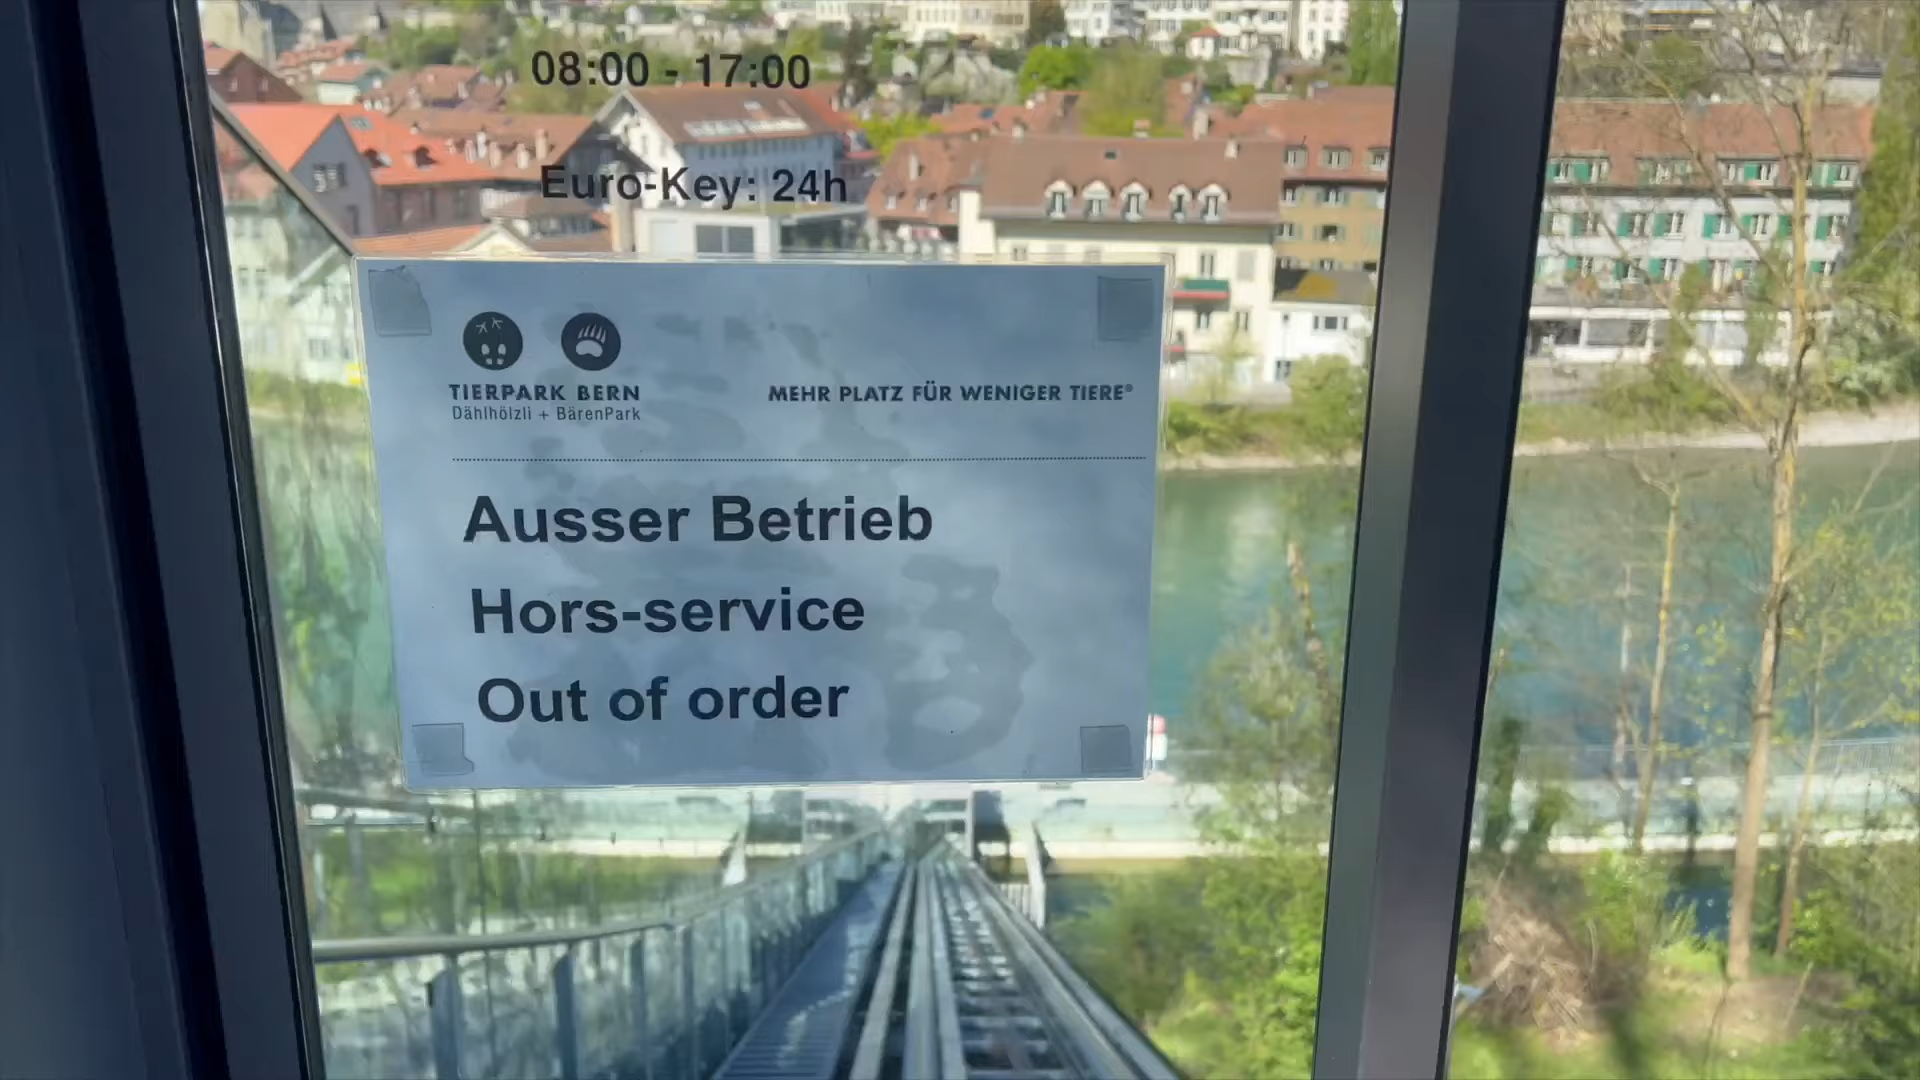 08:00 - 17:00
Euro-Key: 24h
TIERPARK BERN
Dählhölzli + BärenPark
MEHR PLATZ FÜR WENIGER TIERE®
Ausser Betrieb
Hors-service
Out of order